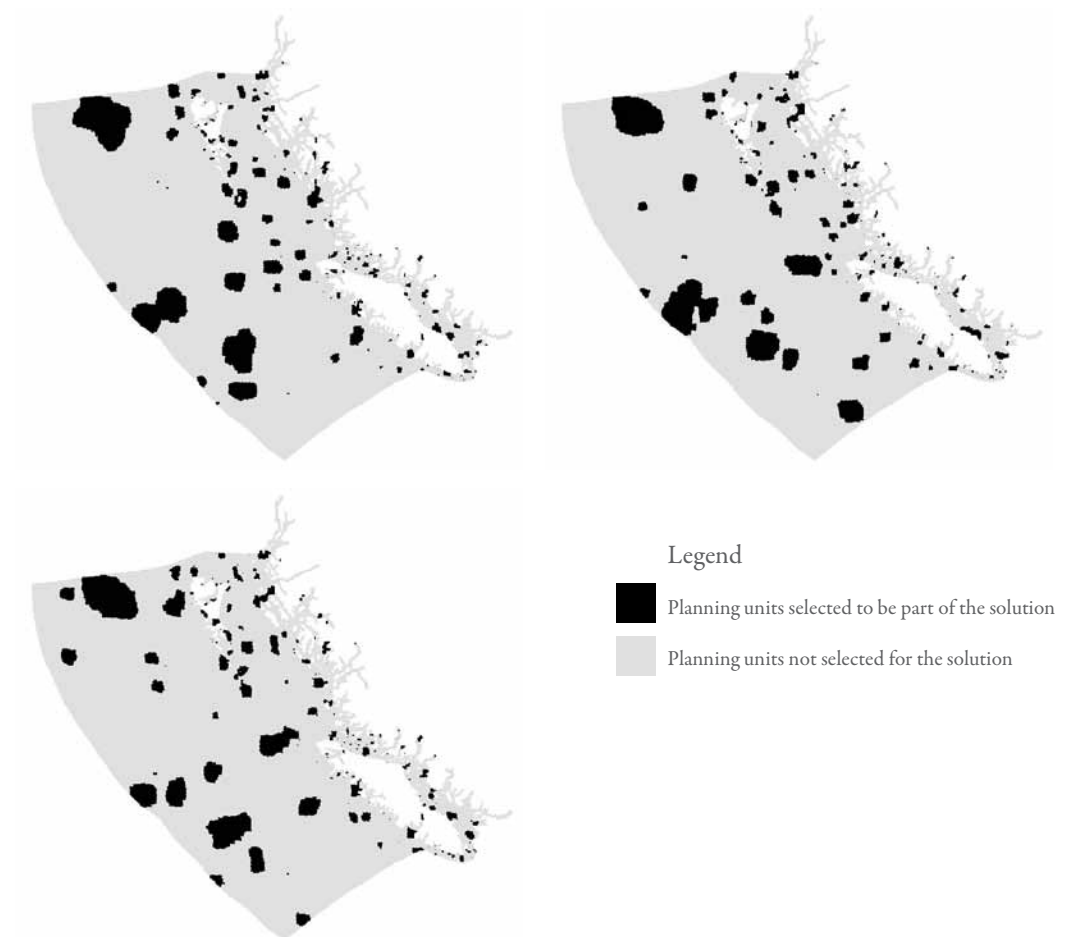 Legend
Planning units selected to be part of the solution
Planning units not selected for the solution